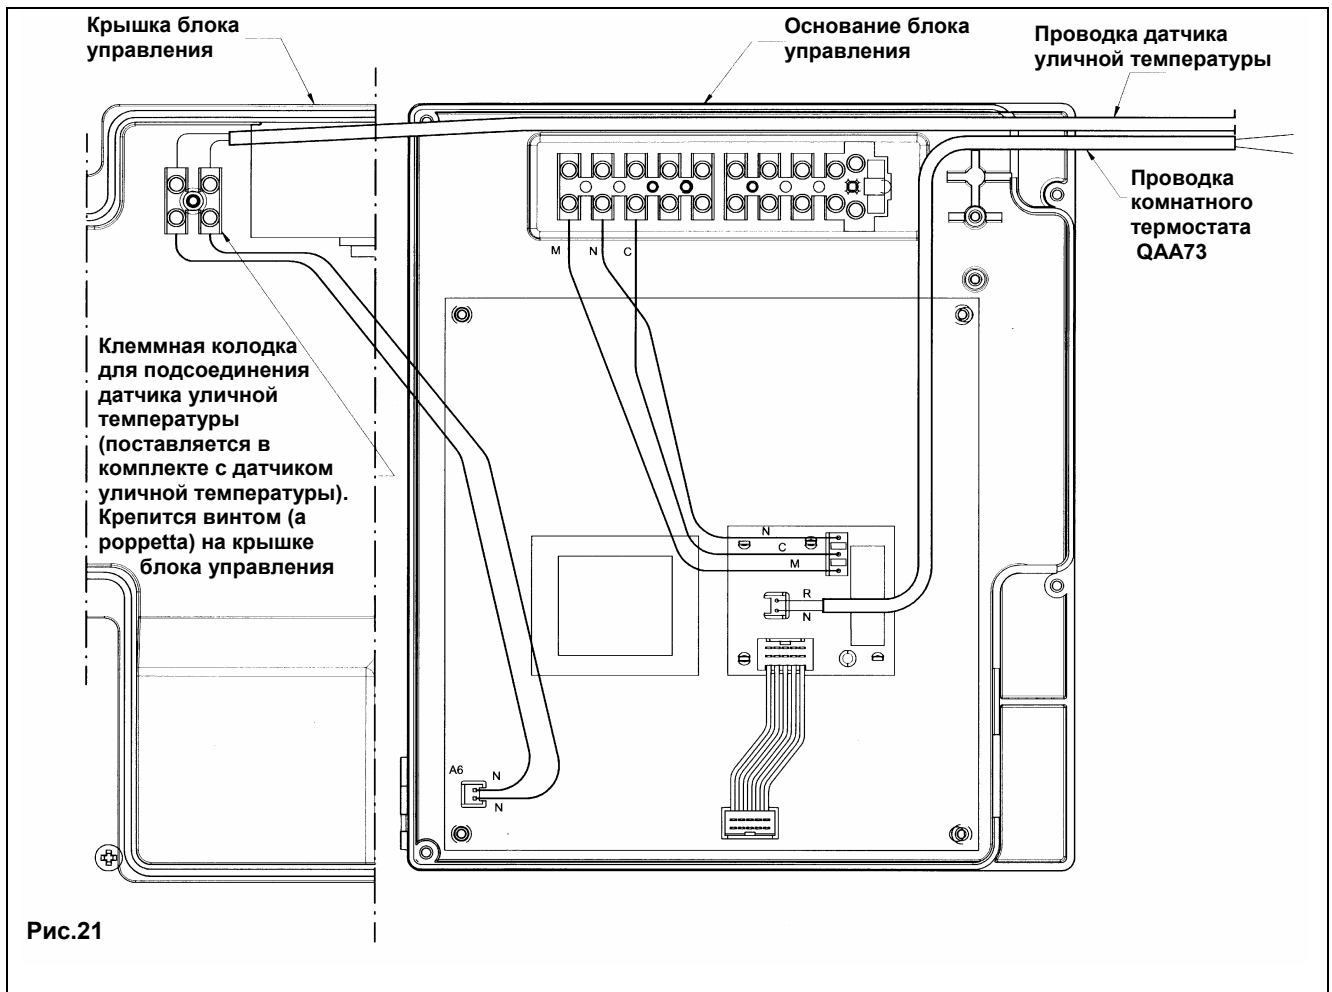 Крышка блока
управления
Основание блока
управления
Проводка датчика
уличной температуры
Проводка
комнатного
термостата
QAA73
M
N
C
Клеммная колодка
для подсоединения
датчика уличной
температуры
(поставляется в
комплекте с датчиком
уличной температуры).
Крепится винтом (a
poppetta) на крышке
блока управления
N
C
M
R
N
A6
N
N
Рис.21